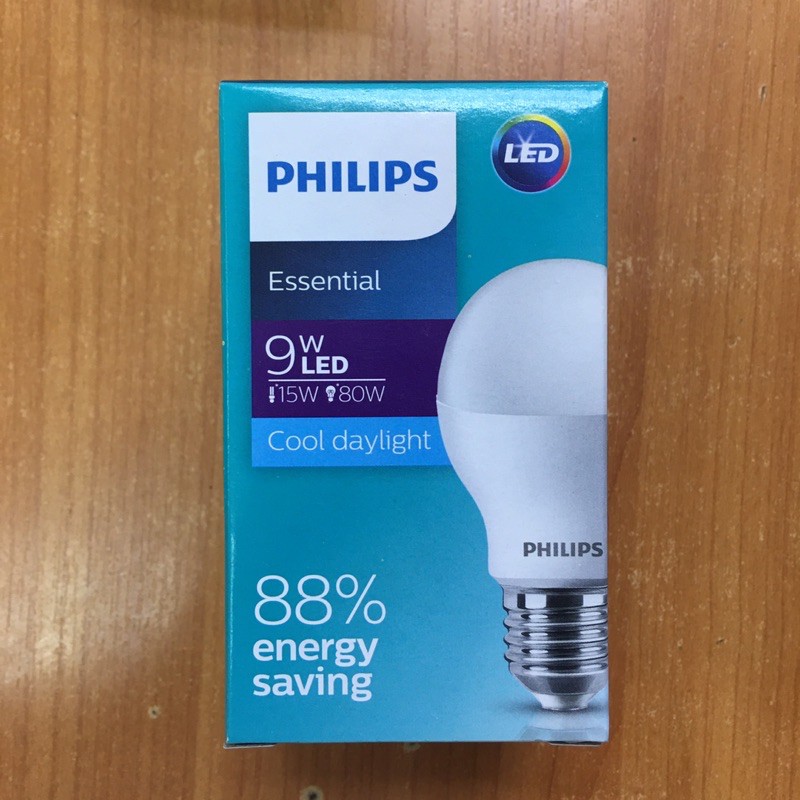 PHILIPS
LED
Essential
9W
LED
15W 80W
Cool daylight
PHILIPS
88%
energy
saving